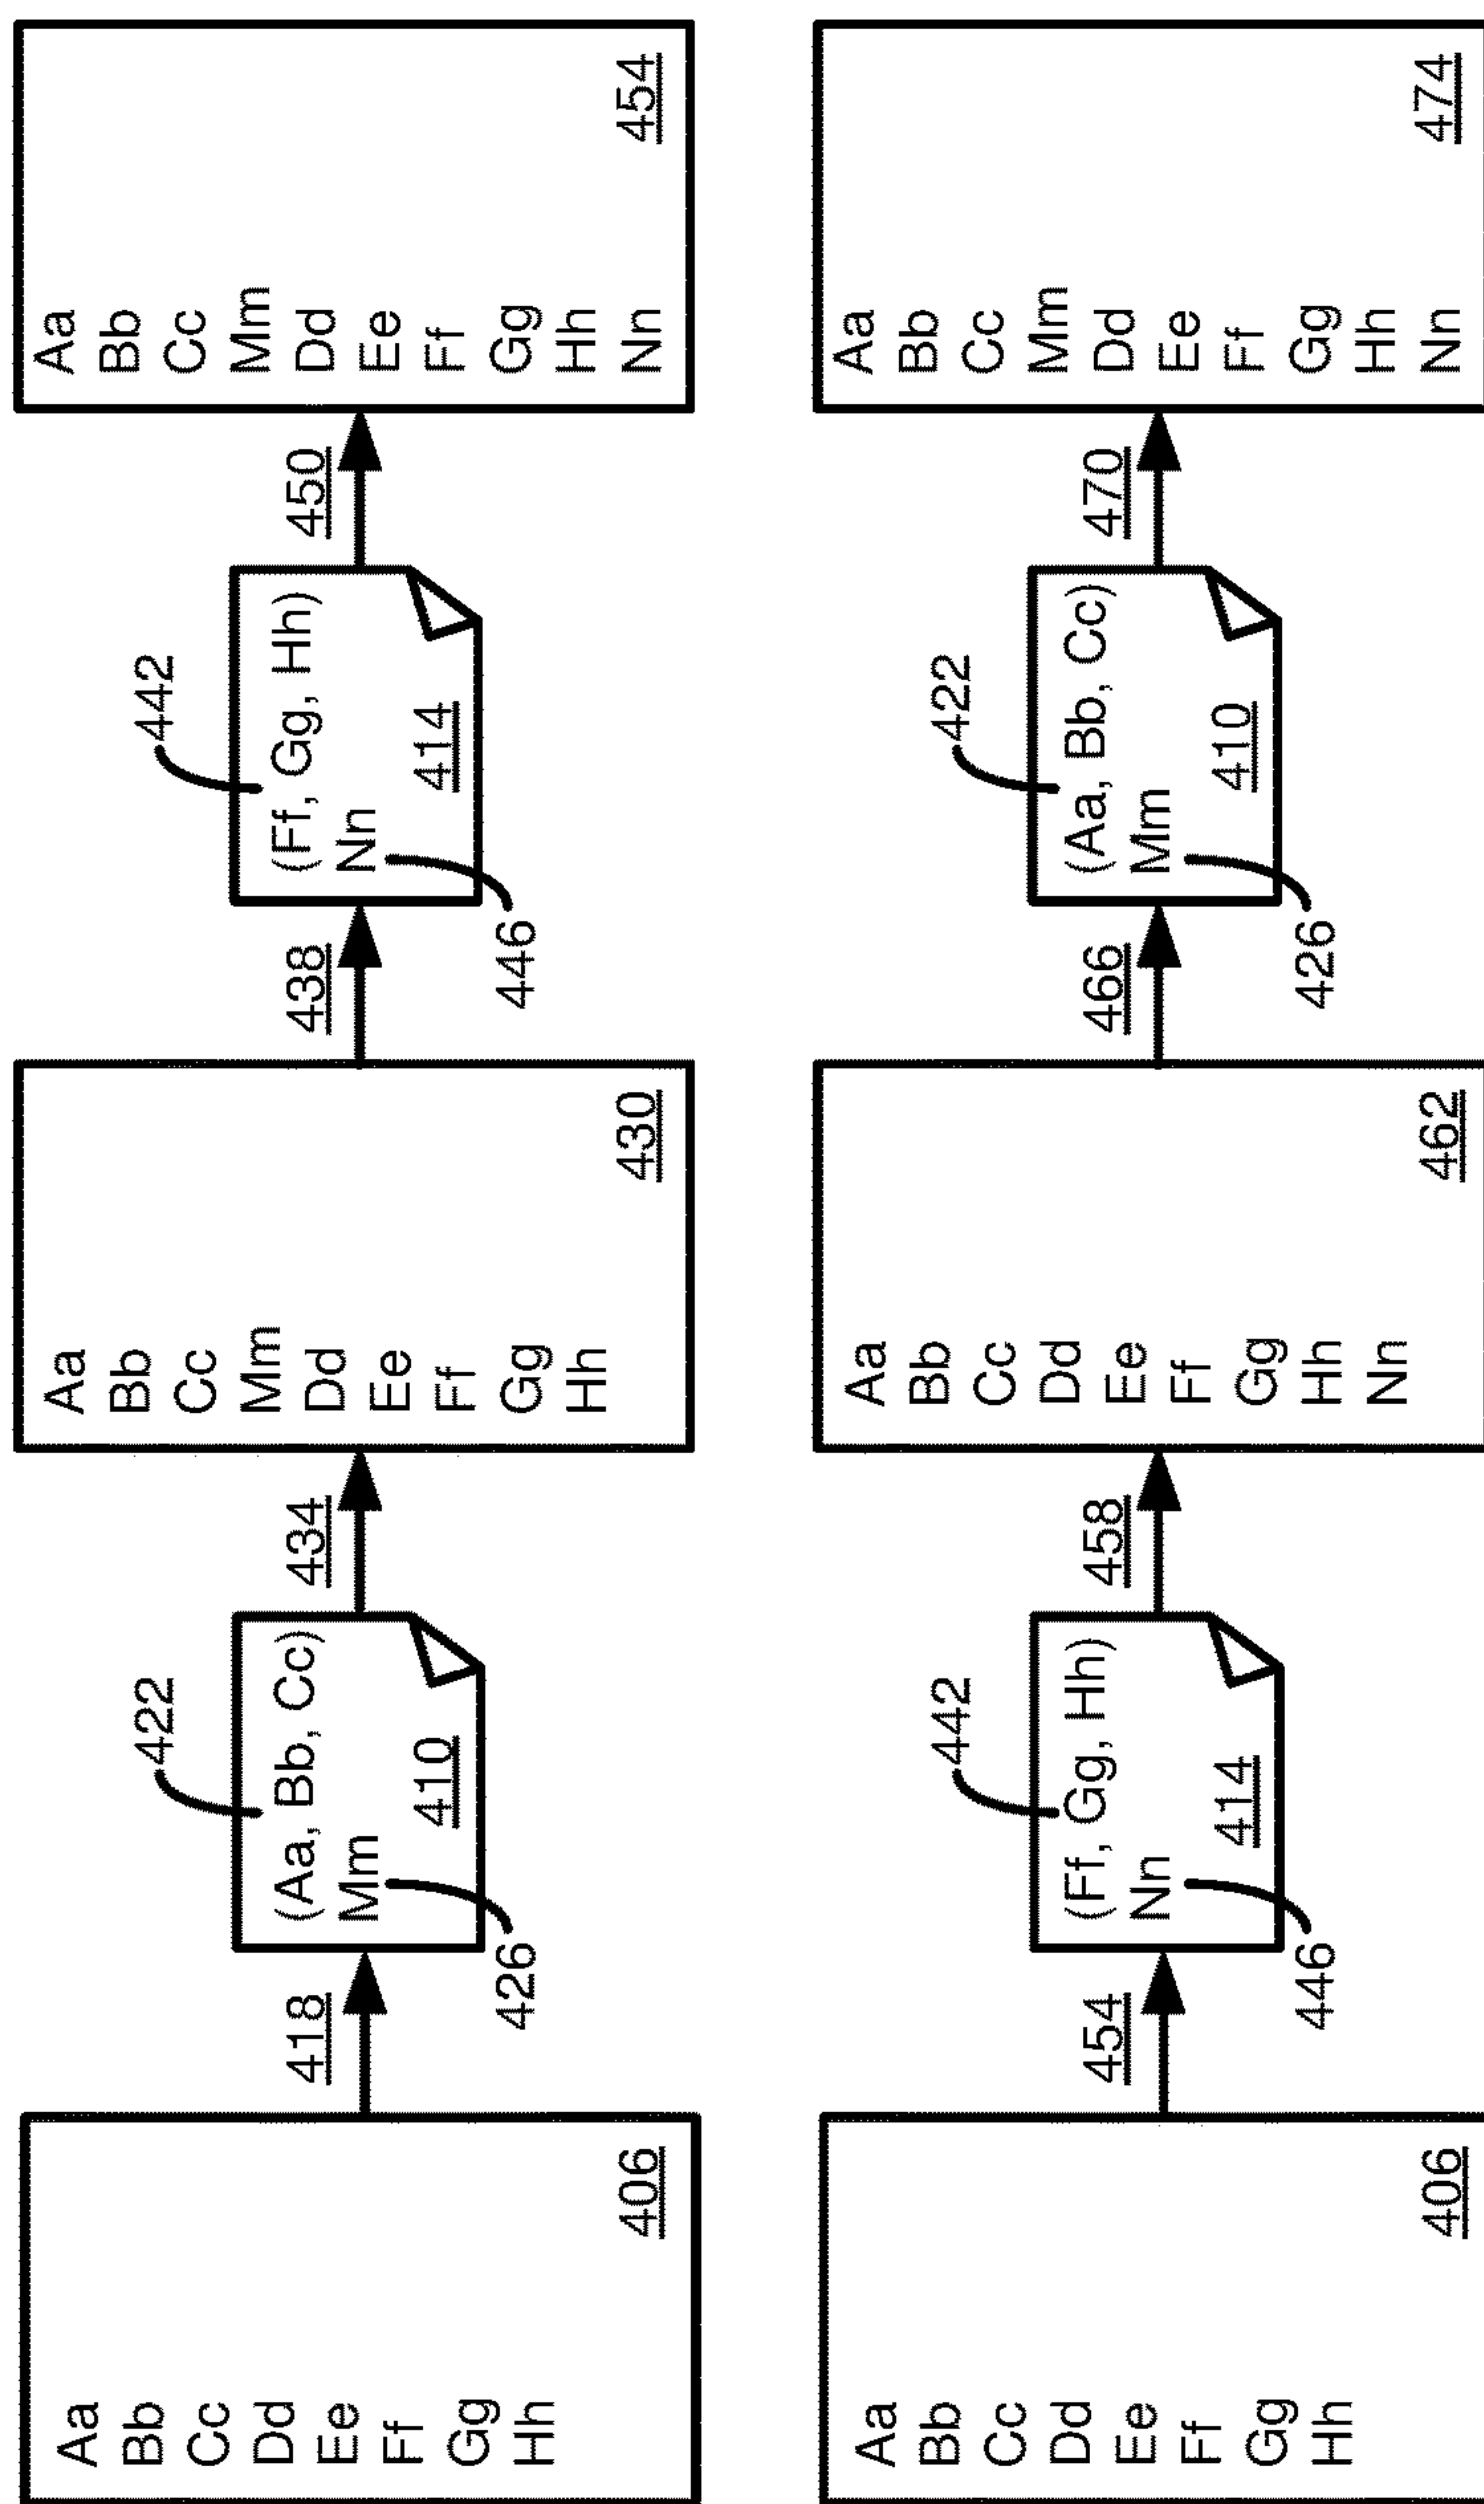 Aa
Bb
Cc
Dd
Ee
Ff
Gg
Hh
406
418
422
(Aa, Bb, Cc)
Mm
410
426
434
Aa
Bb
Cc
Mm
Dd
Ee
Ff
Gg
Hh
430
438
442
(Ff, Gg, Hh)
Nn
414
446
450
Aa
Bb
Cc
Mm
Dd
Ee
Ff
Gg
Hh
Nn
454
Aa
Bb
Cc
Dd
Ee
Ff
Gg
Hh
406
454
442
(Ff, Gg, Hh)
Nn
414
446
458
Aa
Bb
Cc
Dd
Ee
Ff
Gg
Hh
Nn
462
466
422
(Aa, Bb, Cc)
Mm
410
426
470
Aa
Bb
Cc
Mm
Dd
Ee
Ff
Gg
Hh
Nn
474